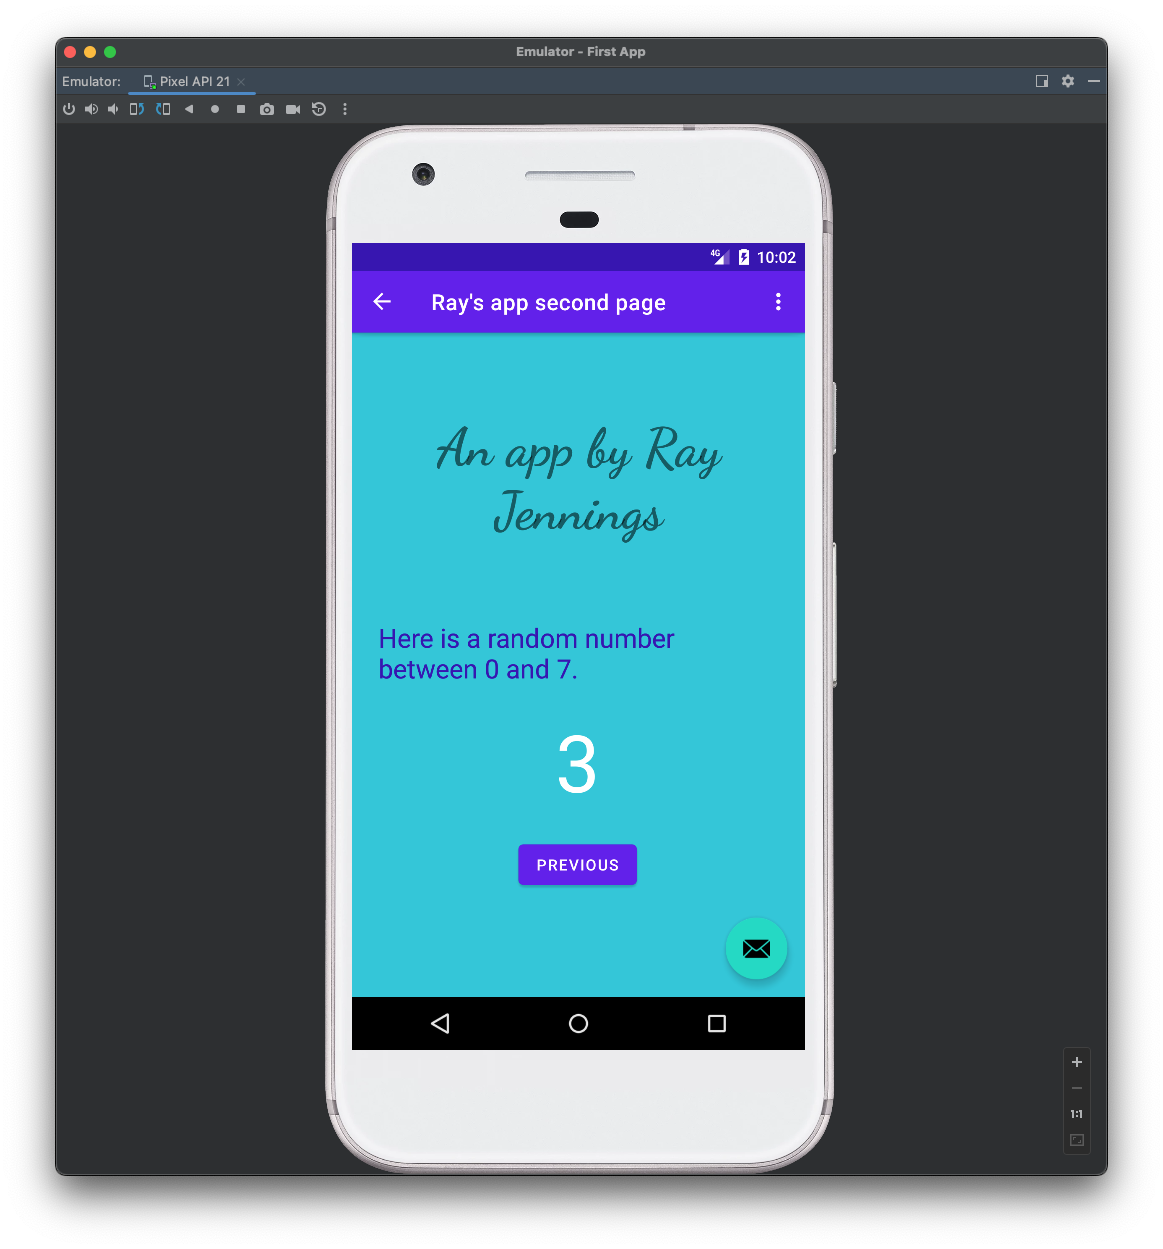 Emulator - First App
Emulator:
Pixel API 21
4G
10:02
Ray's app second page
An app by Ray
Jennings
Here is a random number
between 0 and 7.
3
PREVIOUS
1:1